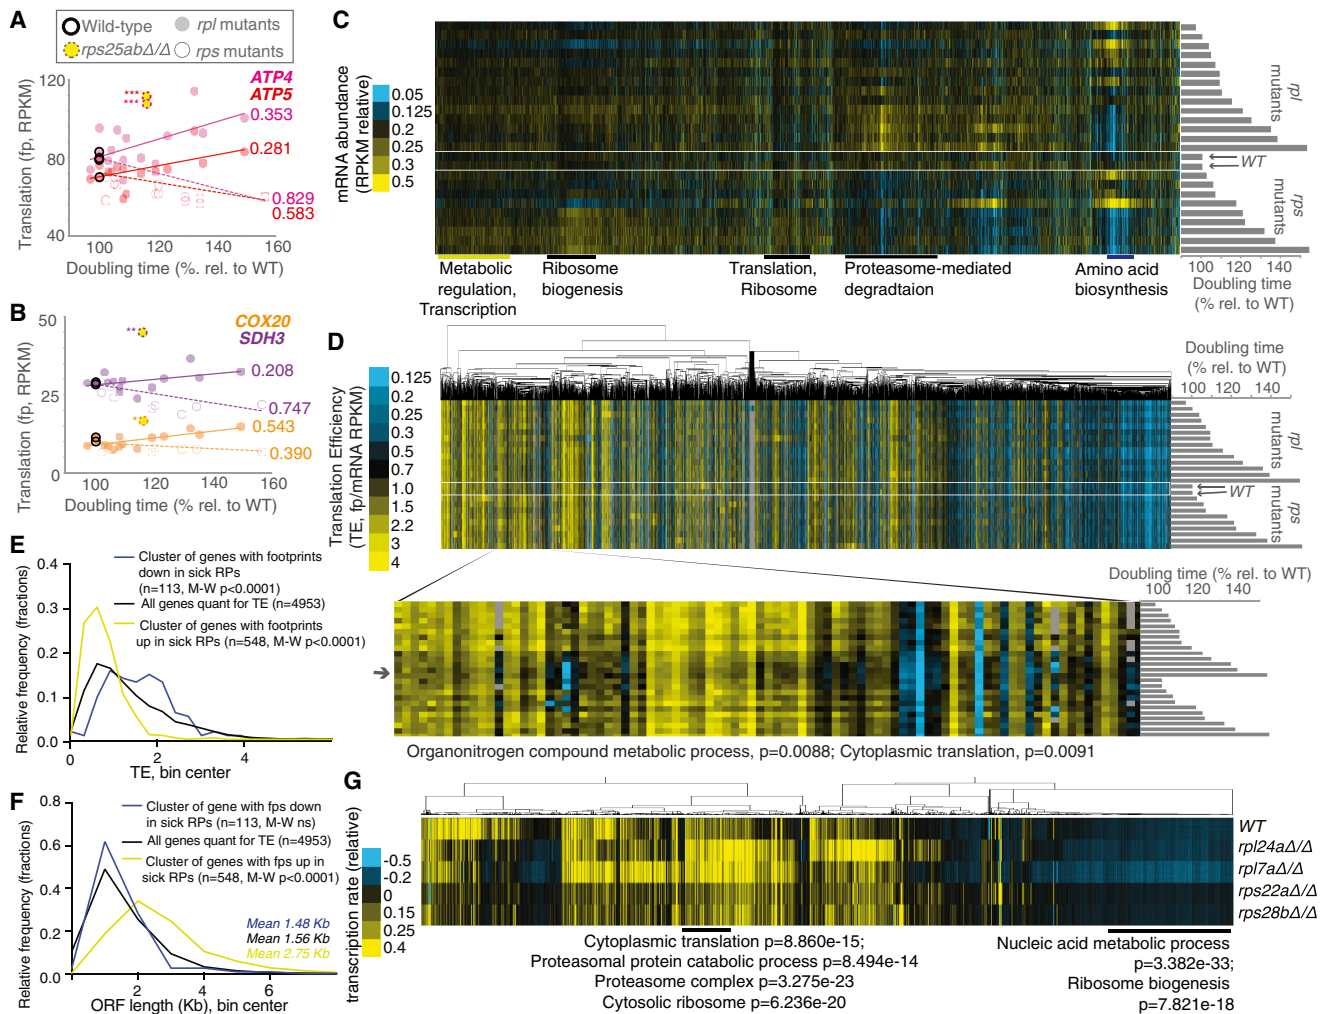 A
Wild-type
rpl mutants
rps25abΔ/Δ
rps mutants
Translation (fp, RPKM)
120
80
40
***
***
ATP4
ATP5
0.353
0.281
0.829
0.583
100
120
140
160
Doubling time (%. rel. to WT)
B
Translation (fp, RPKM)
50
25
0
**
*
COX20
SDH3
0.208
0.747
0.543
0.390
80
100
120
140
160
Doubling time (% rel. to WT)
C
mRNA abundance
(RPKM relative)
0.05
0.125
0.2
0.25
0.3
0.5
rpl
mutants
WT
rps
mutants
100
120
140
Doubling time
(% rel. to WT)
Metabolic
regulation,
Transcription
Ribosome
biogenesis
Translation,
Ribosome
Proteasome-mediated
degradtaion
Amino acid
biosynthesis
D
Translation Efficiency
(TE, fp/mRNA RPKM)
0.125
0.2
0.25
0.3
0.5
0.7
1.0
1.5
2.2
3
4
Doubling time
(% rel. to WT)
100
120
140
rpl
mutants
WT
rps
mutants
Doubling time (% rel. to WT)
100
120
140
Organonitrogen compound metabolic process, p=0.0088; Cytoplasmic translation, p=0.0091
E
Relative frequency (fractions)
0.4
0.3
0.2
0.1
0.0
Cluster of genes with footprints
down in sick RPs
(n=113, M-W p<0.0001)
All genes quant for TE (n=4953)
Cluster of genes with footprints
up in sick RPs (n=548, M-W p<0.0001)
0
2
4
TE, bin center
F
Relative frequency (fractions)
0.8
0.6
0.4
0.2
0.0
Cluster of gene with fps down
in sick RPs (n=113, M-W ns)
All genes quant for TE (n=4953)
Cluster of genes with fps up in
sick RPs (n=548, M-W p<0.0001)
Mean 1.48 Kb
Mean 1.56 Kb
Mean 2.75 Kb
0
2
4
6
ORF length (Kb), bin center
G
transcription rate (relative)
-0.5
-0.2
0
0.15
0.25
0.4
WT
rpl24aΔ/Δ
rpl7aΔ/Δ
rps22aΔ/Δ
rps28bΔ/Δ
Cytoplasmic translation p=8.860e-15;
Proteasomal protein catabolic process p=8.494e-14
Proteasome complex p=3.275e-23
Cytosolic ribosome p=6.236e-20
Nucleic acid metabolic process
p=3.382e-33;
Ribosome biogenesis
p=7.821e-18